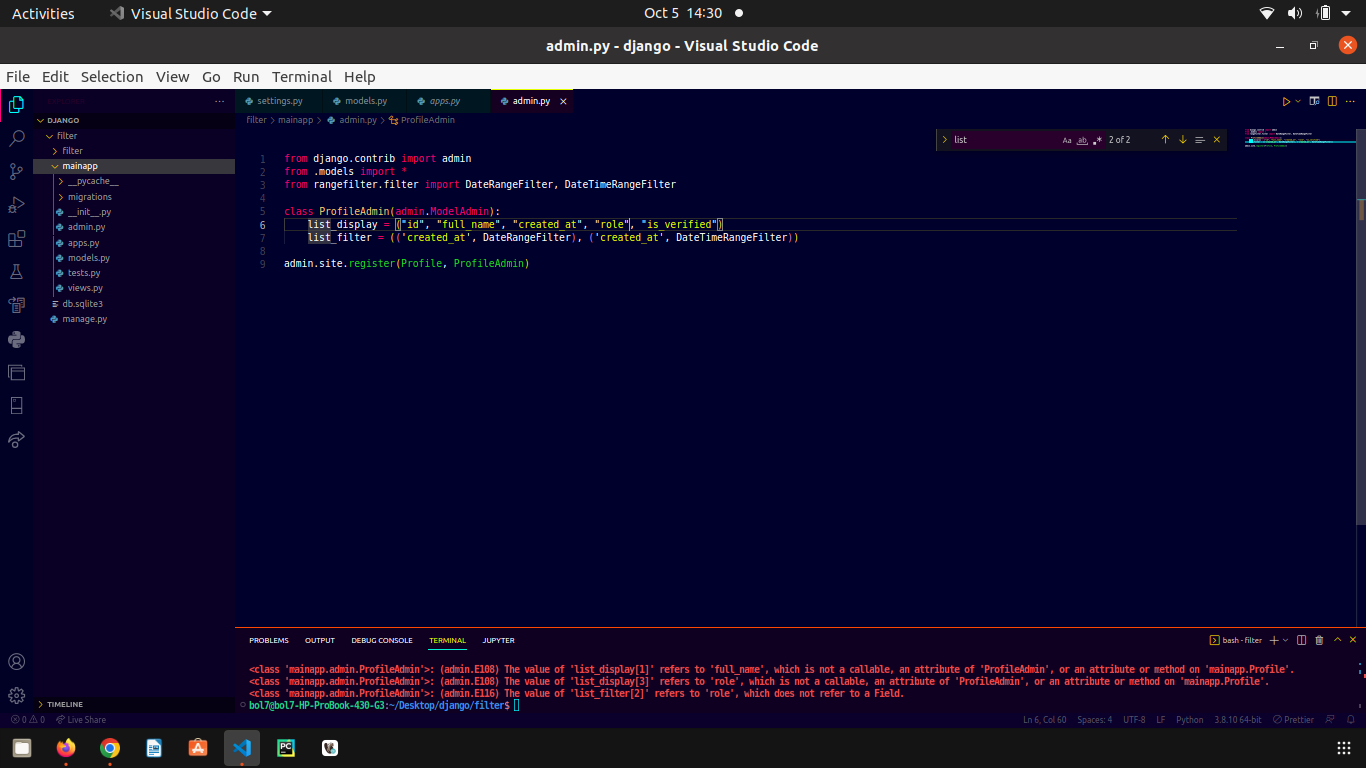 Activities
Visual Studio Code
Oct 5 14:30
admin.py - django - Visual Studio Code
File Edit Selection View Go Run Terminal Help
settings.py
models.py
apps.py
admin.py
DJANGO
filter
filter
mainapp
__pycache__
migrations
__init__.py
admin.py
apps.py
models.py
tests.py
views.py
db.sqlite3
manage.py
TIMELINE
filter > mainapp > admin.py > ProfileAdmin
list
Aa ab
2 of 2
1 from django.contrib import admin
2 from .models import *
3 from rangefilter.filter import DateRangeFilter, DateTimeRangeFilter
4
5 class ProfileAdmin(admin.ModelAdmin):
6 list_display = ("id", "full_name", "created_at", "role", "is_verified")
7 list_filter = (('created_at', DateRangeFilter), ('created_at', DateTimeRangeFilter))
8
9 admin.site.register(Profile, ProfileAdmin)
PROBLEMS OUTPUT DEBUG CONSOLE TERMINAL JUPYTER
bash - filter
<class 'mainapp.admin.ProfileAdmin'>: (admin.E108) The value of 'list_display[1]' refers to 'full_name', which is not a callable, an attribute of 'ProfileAdmin', or an attribute or method on 'mainapp.Profile'.
<class 'mainapp.admin.ProfileAdmin'>: (admin.E108) The value of 'list_display[3]' refers to 'role', which is not a callable, an attribute of 'ProfileAdmin', or an attribute or method on 'mainapp.Profile'.
<class 'mainapp.admin.ProfileAdmin'>: (admin.E116) The value of 'list_filter[2]' refers to 'role', which does not refer to a Field.
bol7@bol7-HP-ProBook-430-G3:~/Desktop/django/filter$
0 0 Live Share
Ln 6, Col 60 Spaces: 4 UTF-8 LF Python 3.8.10 64-bit Prettier
PC